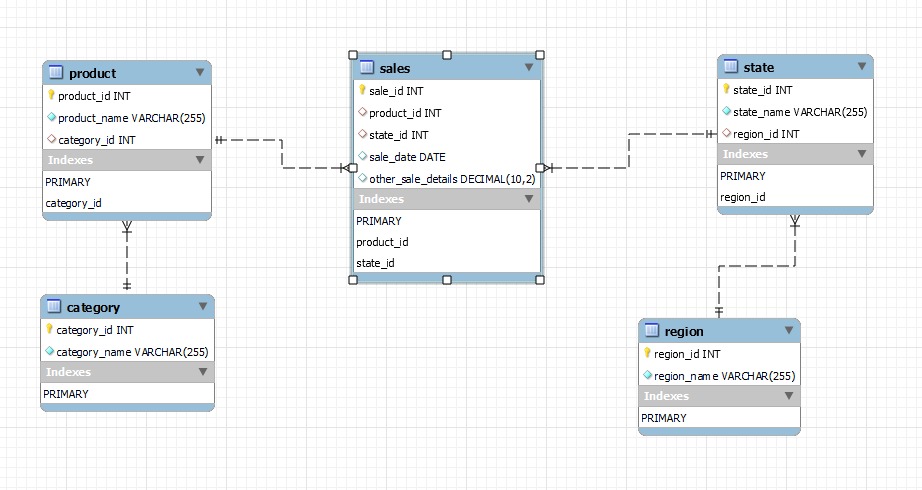 product
product_id INT
product_name VARCHAR(255)
category_id INT
Indexes
PRIMARY
category_id
sales
sale_id INT
product_id INT
state_id INT
sale_date DATE
other_sale_details DECIMAL(10,2)
Indexes
PRIMARY
product_id
state_id
state
state_id INT
state_name VARCHAR(255)
region_id INT
Indexes
PRIMARY
region_id
category
category_id INT
category_name VARCHAR(255)
Indexes
PRIMARY
region
region_id INT
region_name VARCHAR(255)
Indexes
PRIMARY